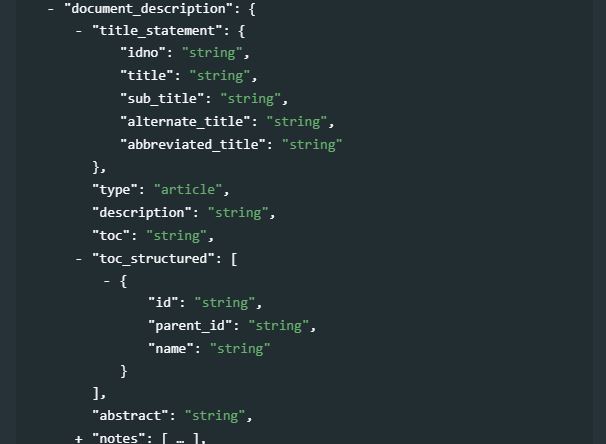 - "document_description": {
- "title_statement": {
"idno": "string",
"title": "string",
"sub_title": "string",
"alternate_title": "string",
"abbreviated_title": "string"
},
"type": "article",
"description": "string",
"toc": "string",
- "toc_structured": [
- {
"id": "string",
"parent_id": "string",
"name": "string"
}
],
"abstract": "string",
+ "notes": [ … ],